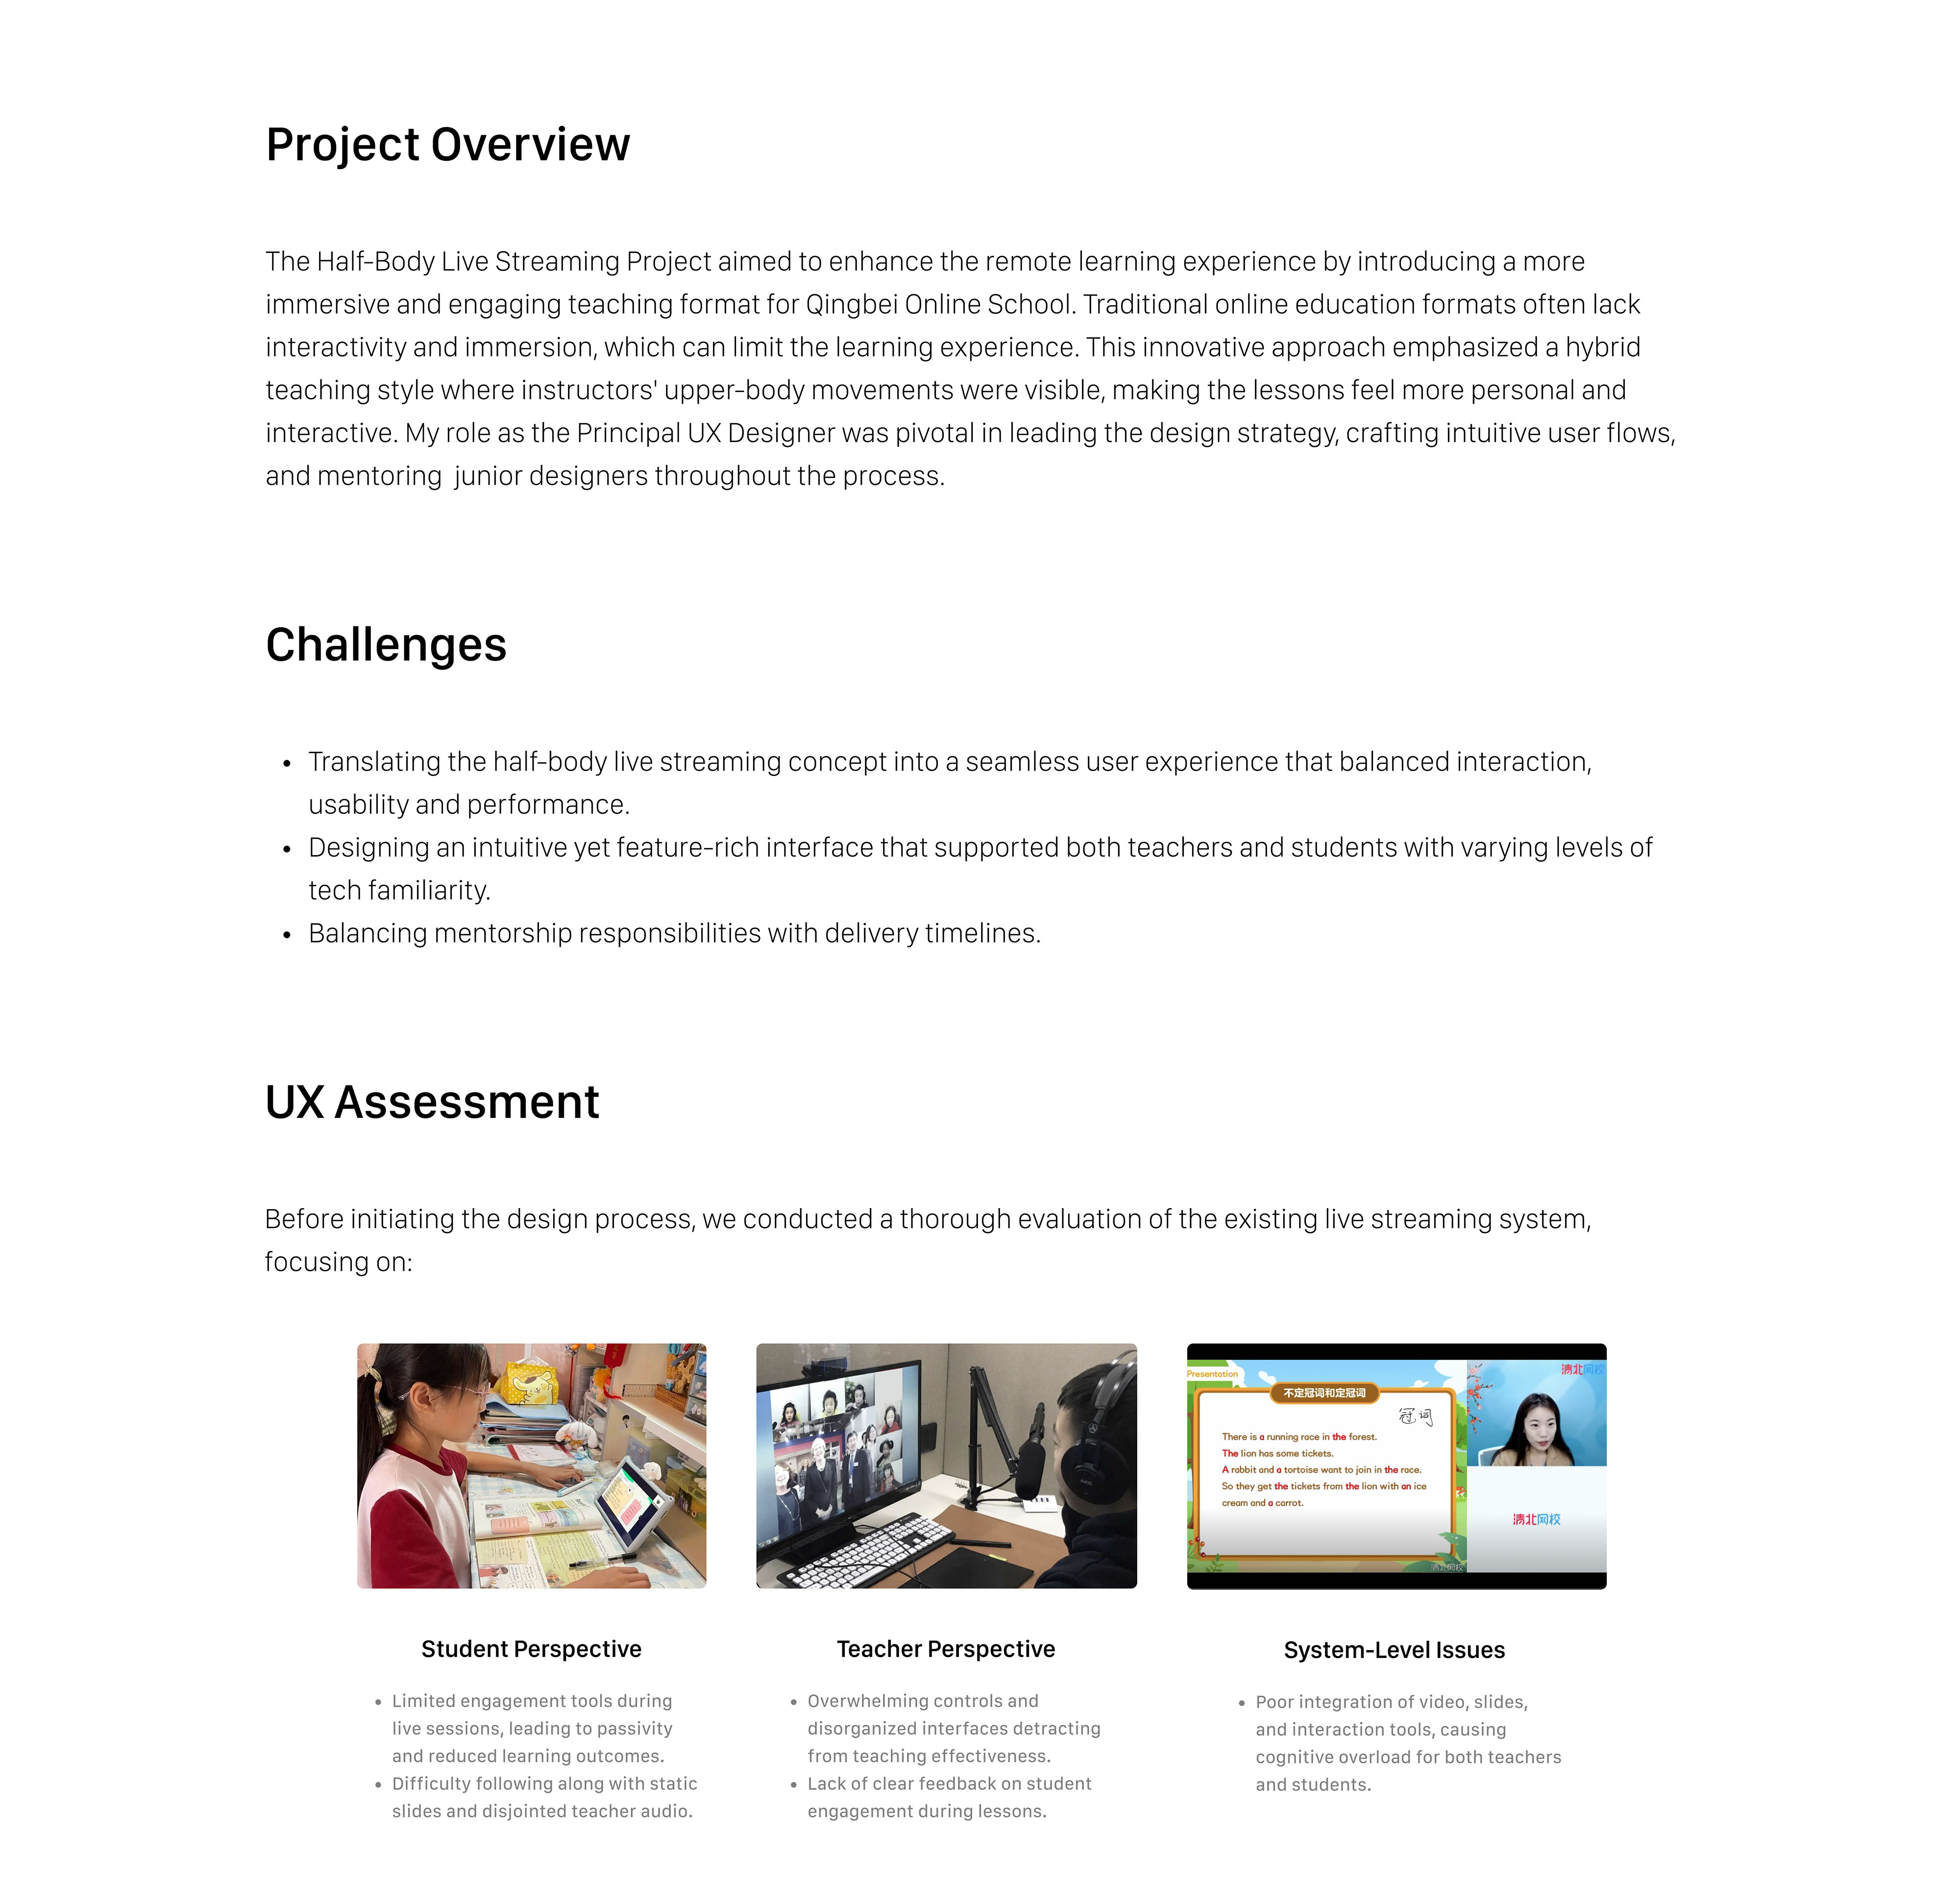 Project Overview
The Half-Body Live Streaming Project aimed to enhance the remote learning experience by introducing a more
immersive and engaging teaching format for Qingbei Online School. Traditional online education formats often lack
interactivity and immersion, which can limit the learning experience. This innovative approach emphasized a hybrid
teaching style where instructors' upper-body movements were visible, making the lessons feel more personal and
interactive. My role as the Principal UX Designer was pivotal in leading the design strategy, crafting intuitive user flows,
and mentoring  junior designers throughout the process.
Challenges
• Translating the half-body live streaming concept into a seamless user experience that balanced interaction,
usability and performance.
• Designing an intuitive yet feature-rich interface that supported both teachers and students with varying levels of
tech familiarity.
• Balancing mentorship responsibilities with delivery timelines.
UX Assessment
Before initiating the design process, we conducted a thorough evaluation of the existing live streaming system,
focusing on:
Presentation
不定冠词和定冠词
冠词
There is a running race in the forest.
The lion has some tickets.
A rabbit and a tortoise want to join in the race.
So they get the tickets from the lion with an ice
cream and a carrot.
清北网校
清北网校
清北网校
Student Perspective
• Limited engagement tools during
live sessions, leading to passivity
and reduced learning outcomes.
• Difficulty following along with static
slides and disjointed teacher audio.
Teacher Perspective
• Overwhelming controls and
disorganized interfaces detracting
from teaching effectiveness.
• Lack of clear feedback on student
engagement during lessons.
System-Level Issues
• Poor integration of video, slides,
and interaction tools, causing
cognitive overload for both teachers
and students.